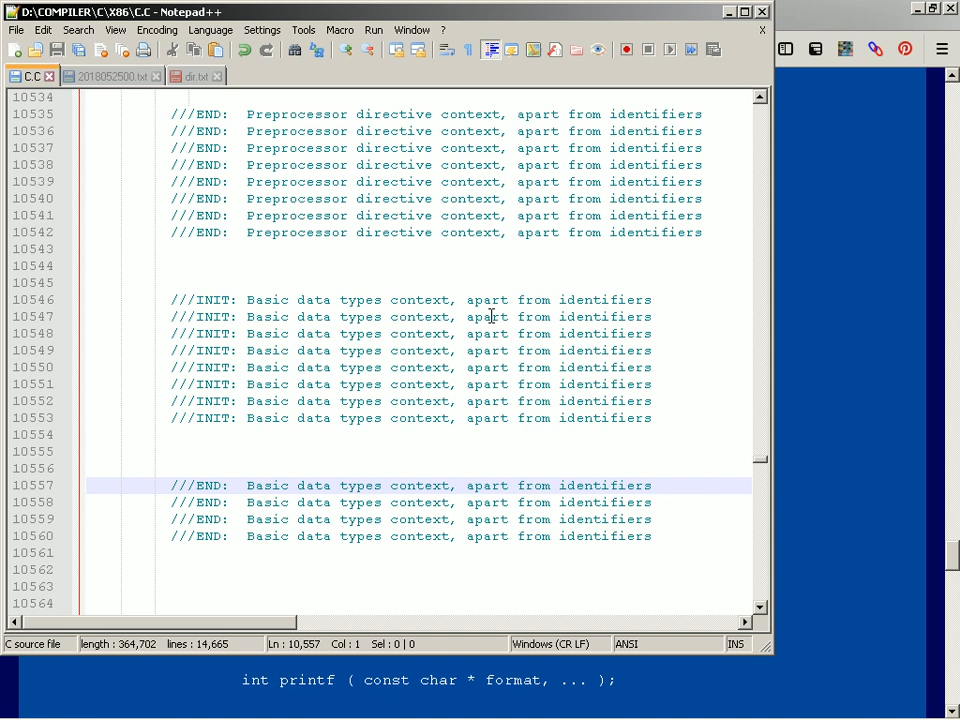 D:\COMPILER\C\X86\C.C - Notepad++
File Edit Search View Encoding Language Settings Tools Macro Run Window ? X
C.C 2018052500.txt dir.txt
10534
10535 ///END: Preprocessor directive context, apart from identifiers
10536 ///END: Preprocessor directive context, apart from identifiers
10537 ///END: Preprocessor directive context, apart from identifiers
10538 ///END: Preprocessor directive context, apart from identifiers
10539 ///END: Preprocessor directive context, apart from identifiers
10540 ///END: Preprocessor directive context, apart from identifiers
10541 ///END: Preprocessor directive context, apart from identifiers
10542 ///END: Preprocessor directive context, apart from identifiers
10543
10544
10545
10546 ///INIT: Basic data types context, apart from identifiers
10547 ///INIT: Basic data types context, apart from identifiers
10548 ///INIT: Basic data types context, apart from identifiers
10549 ///INIT: Basic data types context, apart from identifiers
10550 ///INIT: Basic data types context, apart from identifiers
10551 ///INIT: Basic data types context, apart from identifiers
10552 ///INIT: Basic data types context, apart from identifiers
10553 ///INIT: Basic data types context, apart from identifiers
10554
10555
10556
10557 ///END: Basic data types context, apart from identifiers
10558 ///END: Basic data types context, apart from identifiers
10559 ///END: Basic data types context, apart from identifiers
10560 ///END: Basic data types context, apart from identifiers
10561
10562
10563
10564
C source file length : 364,702 lines : 14,665 Ln : 10,557 Col : 1 Sel : 0 | 0 Windows (CR LF) ANSI INS
int printf ( const char * format, ... );